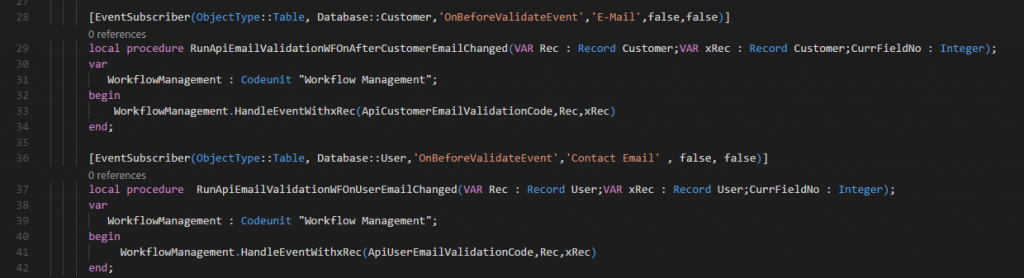 27
28 [EventSubscriber(ObjectType::Table, Database::Customer,'OnBeforeValidateEvent','E-Mail',false,false)]
0 references
29 local procedure RunApiEmailValidationWFOnAfterCustomerEmailChanged(VAR Rec : Record Customer;VAR xRec : Record Customer;CurrFieldNo : Integer);
30 var
31 WorkflowManagement : Codeunit "Workflow Management";
32 begin
33 WorkflowManagement.HandleEventWithxRec(ApiCustomerEmailValidationCode,Rec,xRec)
34 end;
35
36 [EventSubscriber(ObjectType::Table, Database::User,'OnBeforeValidateEvent','Contact Email' , false, false)]
0 references
37 local procedure  RunApiEmailValidationWFOnUserEmailChanged(VAR Rec : Record User;VAR xRec : Record User;CurrFieldNo : Integer);
38 var
39 WorkflowManagement : Codeunit "Workflow Management";
40 begin
41 WorkflowManagement.HandleEventWithxRec(ApiUserEmailValidationCode,Rec,xRec)
42 end;